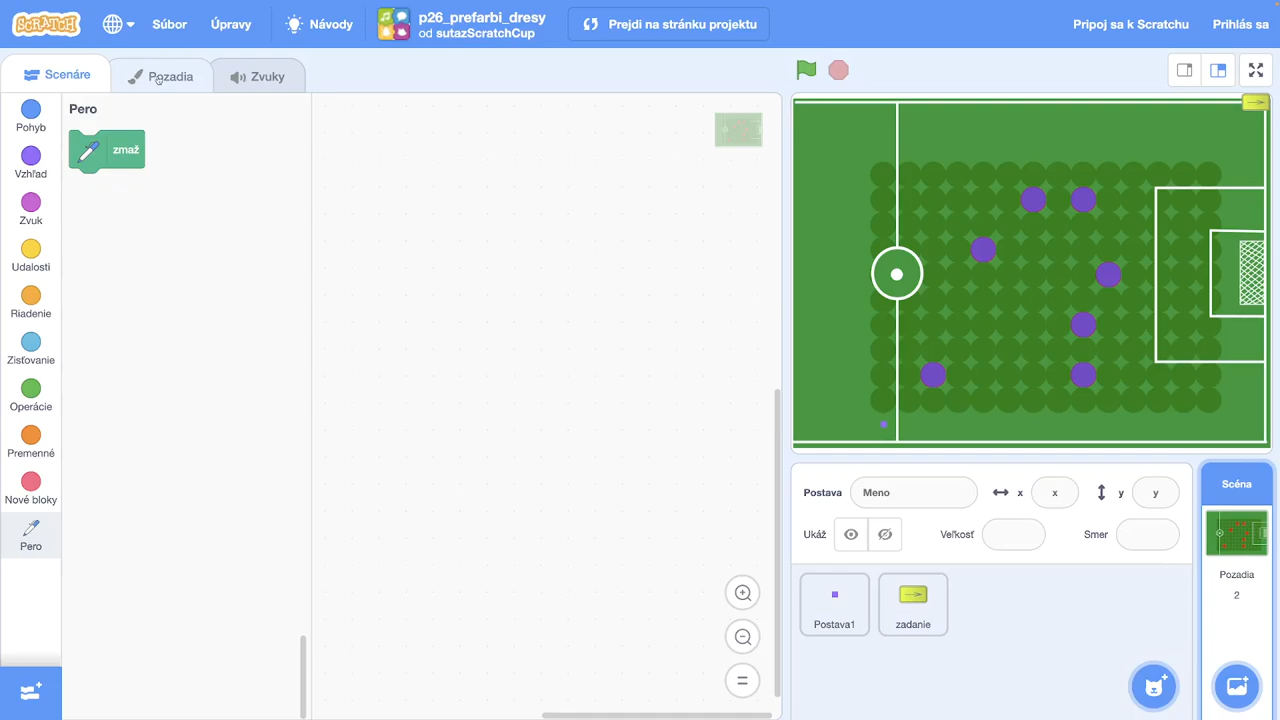 SCRATCH
Súbor
Úpravy
Návody
p26_prefarbi_dresy
od sutazScratchCup
Prejdi na stránku projektu
Pripoj sa k Scratchu
Prihlás sa
Scenáre
Pozadia
Zvuky
Pohyb
Vzhľad
Zvuk
Udalosti
Riadenie
Zisťovanie
Operácie
Premenné
Nové bloky
Pero
Pero
zmaž
Postava
Meno
x
x
y
y
Ukáž
Veľkosť
Smer
Postava1
zadanie
Scéna
Pozadia
2